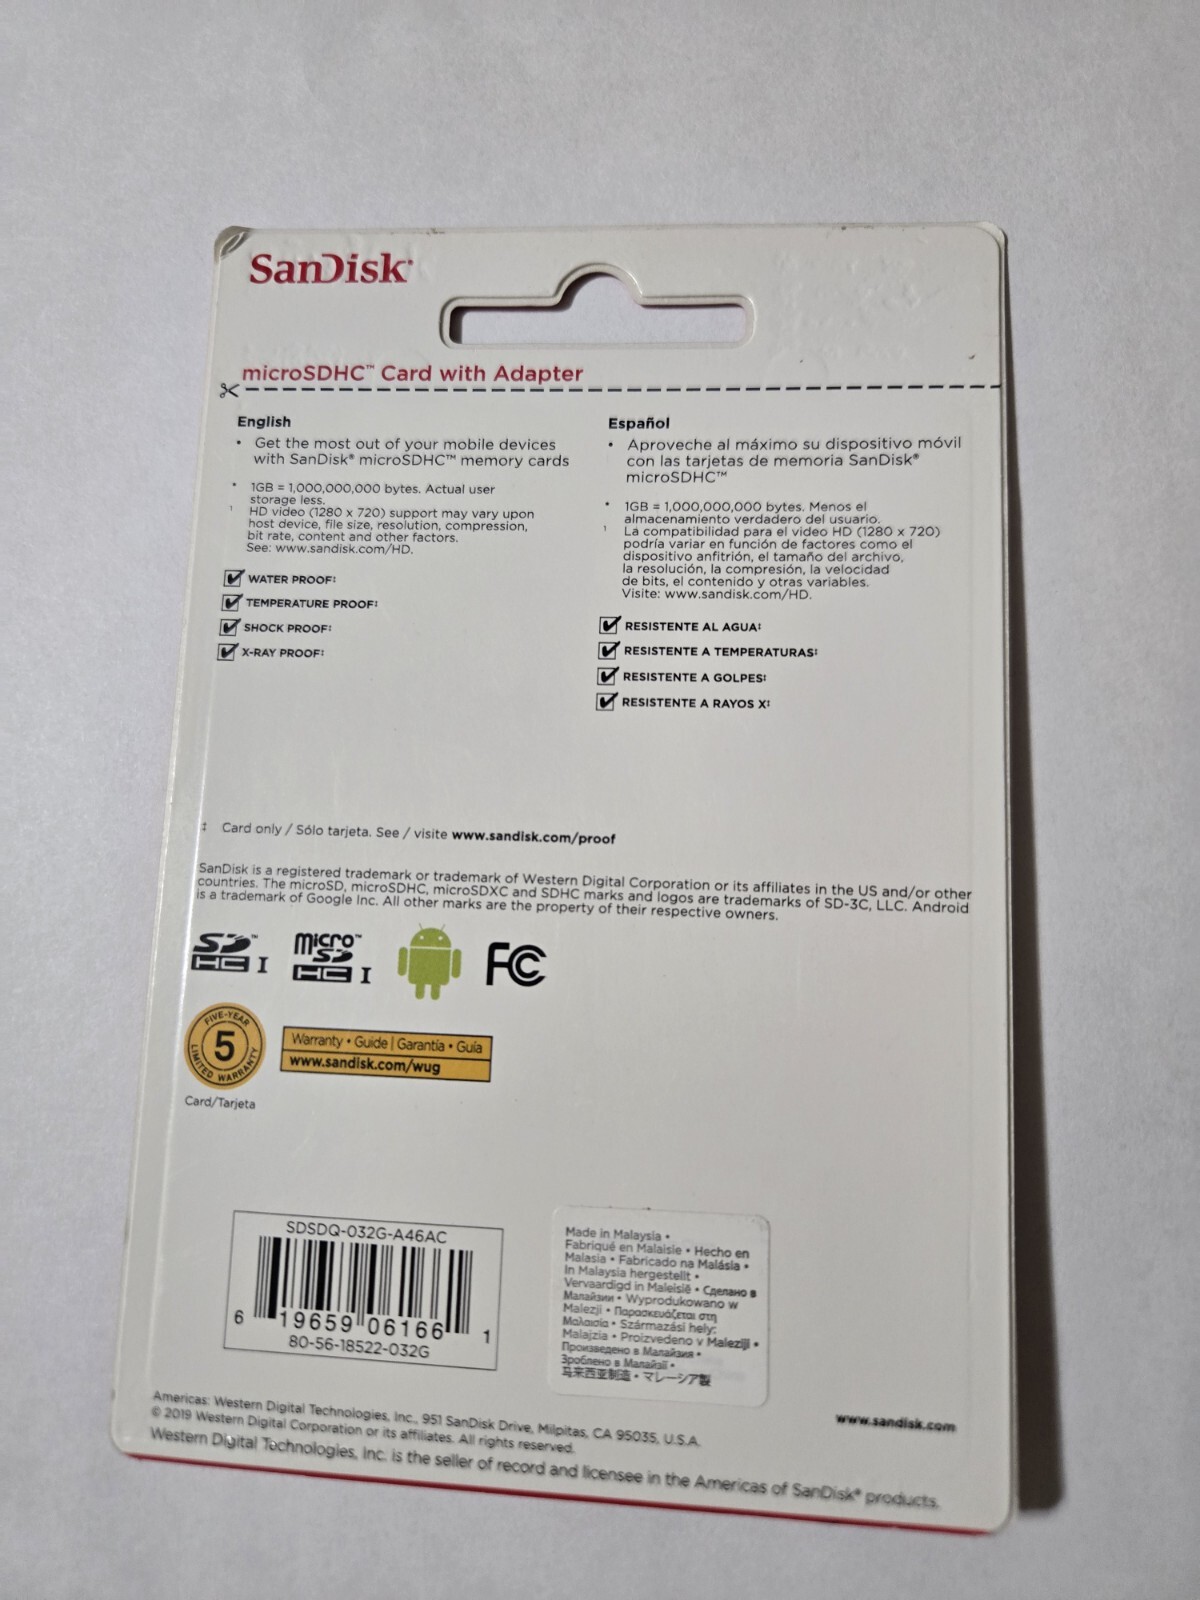 SanDisk®
microSDHC™ Card with Adapter
English
• Get the most out of your mobile devices
with SanDisk® microSDHC™ memory cards
* 1GB = 1,000,000,000 bytes. Actual user
storage less.
¹ HD video (1280 x 720) support may vary upon
host device, file size, resolution, compression,
bit rate, content and other factors.
See: www.sandisk.com/HD.
WATER PROOF‡
TEMPERATURE PROOF‡
SHOCK PROOF‡
X-RAY PROOF‡
Español
• Aproveche al máximo su dispositivo móvil
con las tarjetas de memoria SanDisk®
microSDHC™
* 1GB = 1,000,000,000 bytes. Menos el
almacenamiento verdadero del usuario.
¹ La compatibilidad para el video HD (1280 x 720)
podría variar en función de factores como el
dispositivo anfitrión, el tamaño del archivo,
la resolución, la compresión, la velocidad
de bits, el contenido y otras variables.
Visite: www.sandisk.com/HD.
RESISTENTE AL AGUA‡
RESISTENTE A TEMPERATURAS‡
RESISTENTE A GOLPES‡
RESISTENTE A RAYOS X‡
‡ Card only / Sólo tarjeta. See / visite www.sandisk.com/proof
SanDisk is a registered trademark or trademark of Western Digital Corporation or its affiliates in the US and/or other
countries. The microSD, microSDHC, microSDXC and SDHC marks and logos are trademarks of SD-3C, LLC. Android
is a trademark of Google Inc. All other marks are the property of their respective owners.
SD™ HC I
micro™ SD HC I
FC
FIVE-YEAR
5
LIMITED WARRANTY
Card/Tarjeta
Warranty • Guide | Garantía • Guía
www.sandisk.com/wug
SDSDQ-032G-A46AC
6 19659 06166 1
80-56-18522-032G
Made in Malaysia •
Fabriqué en Malaisie • Hecho en
Malasia • Fabricado na Malásia •
In Malaysia hergestellt •
Vervaardigd in Maleisië • Сделано в
Малайзии • Wyprodukowano w
Malezji • Παρασκευάζεται στη
Μαλαισία • Származási hely:
Malajzia • Proizvedeno v Maleziji •
Произведено в Малайзия •
Зроблено в Малайзії •
马来西亚制造 • マレーシア製
Americas: Western Digital Technologies, Inc., 951 SanDisk Drive, Milpitas, CA 95035, U.S.A.
© 2019 Western Digital Corporation or its affiliates. All rights reserved.
Western Digital Technologies, Inc. is the seller of record and licensee in the Americas of SanDisk® products.
www.sandisk.com